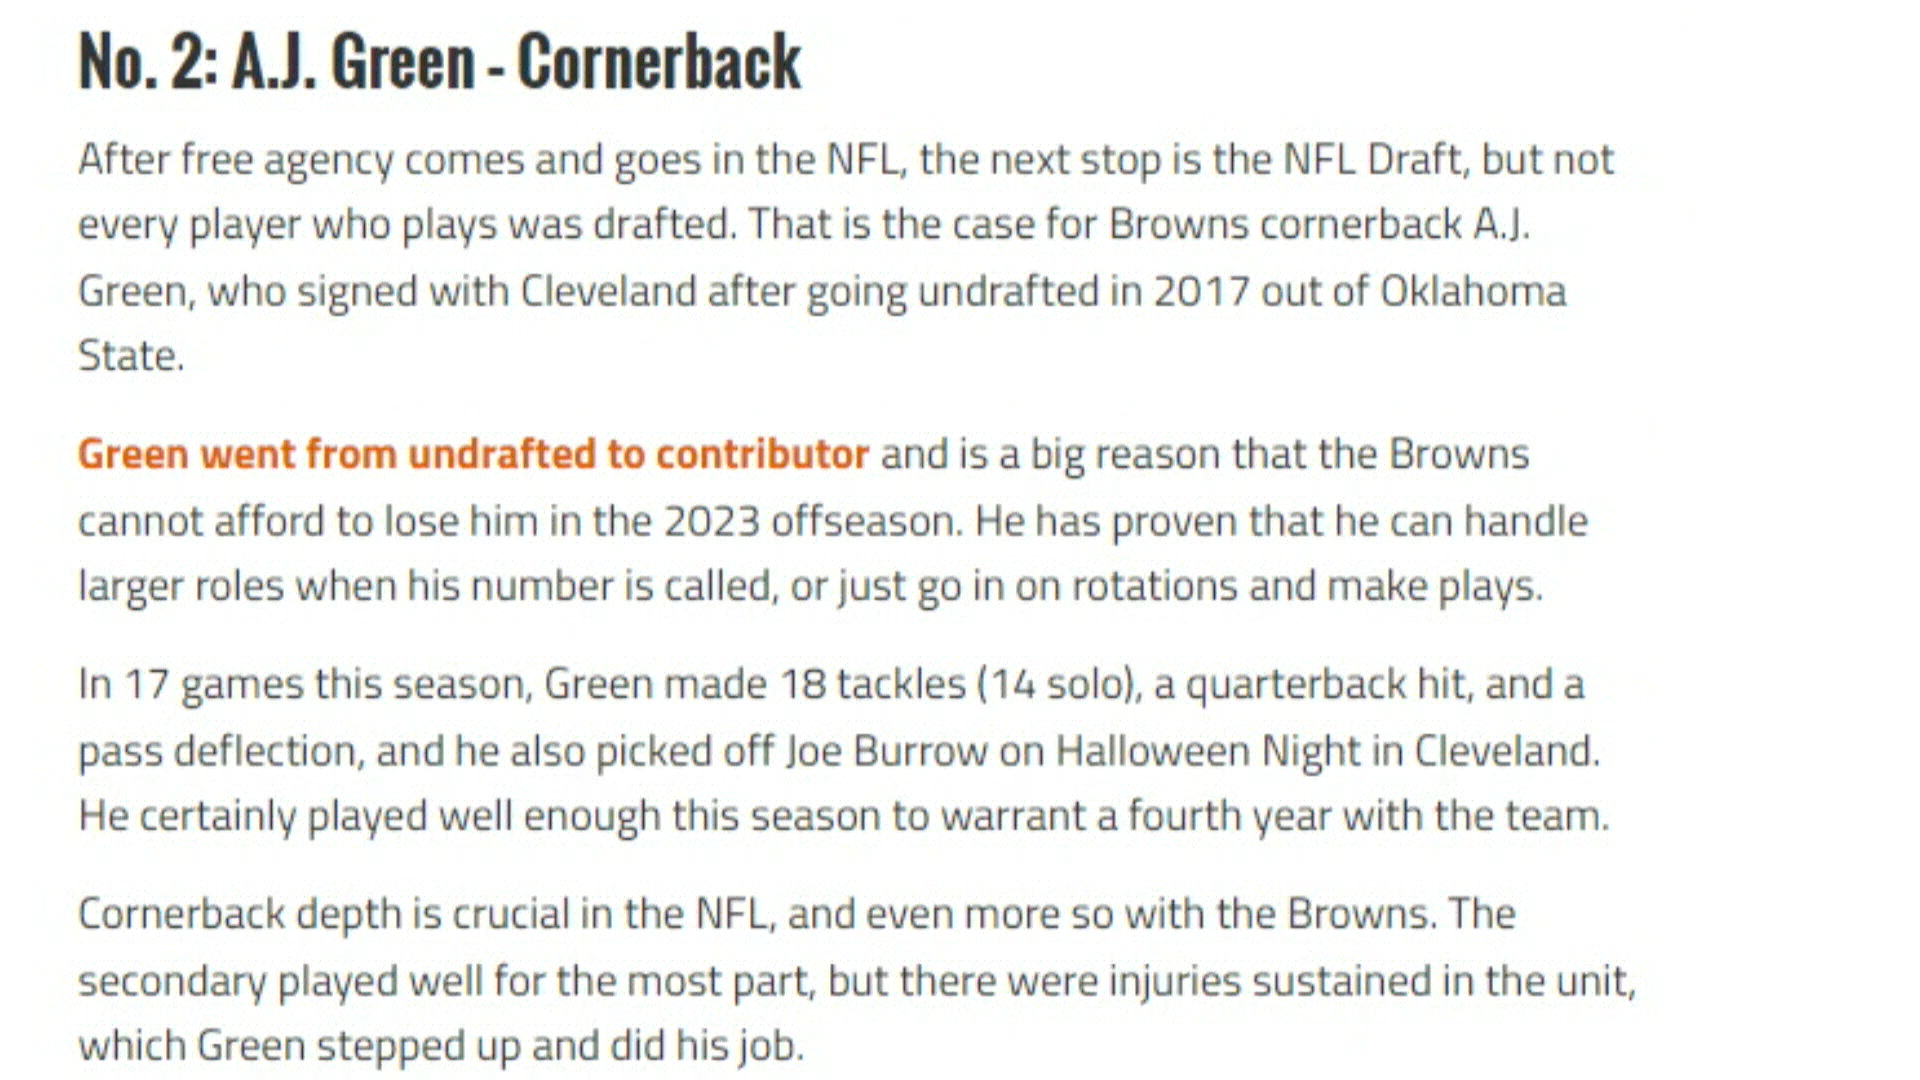 No. 2: A.J. Green - Cornerback
After free agency comes and goes in the NFL, the next stop is the NFL Draft, but not
every player who plays was drafted. That is the case for Browns cornerback A.J.
Green, who signed with Cleveland after going undrafted in 2017 out of Oklahoma
State.
Green went from undrafted to contributor and is a big reason that the Browns
cannot afford to lose him in the 2023 offseason. He has proven that he can handle
larger roles when his number is called, or just go in on rotations and make plays.
In 17 games this season, Green made 18 tackles (14 solo), a quarterback hit, and a
pass deflection, and he also picked off Joe Burrow on Halloween Night in Cleveland.
He certainly played well enough this season to warrant a fourth year with the team.
Cornerback depth is crucial in the NFL, and even more so with the Browns. The
secondary played well for the most part, but there were injuries sustained in the unit,
which Green stepped up and did his job.